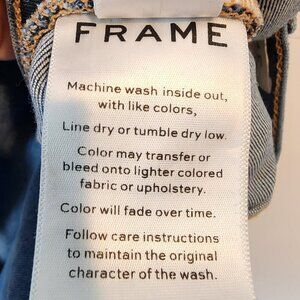 FRAME
Machine wash inside out,
with like colors,
Line dry or tumble dry low.
Color may transfer or
bleed onto lighter colored
fabric or upholstery.
Color will fade over time.
Follow care instructions
to maintain the original
character of the wash.